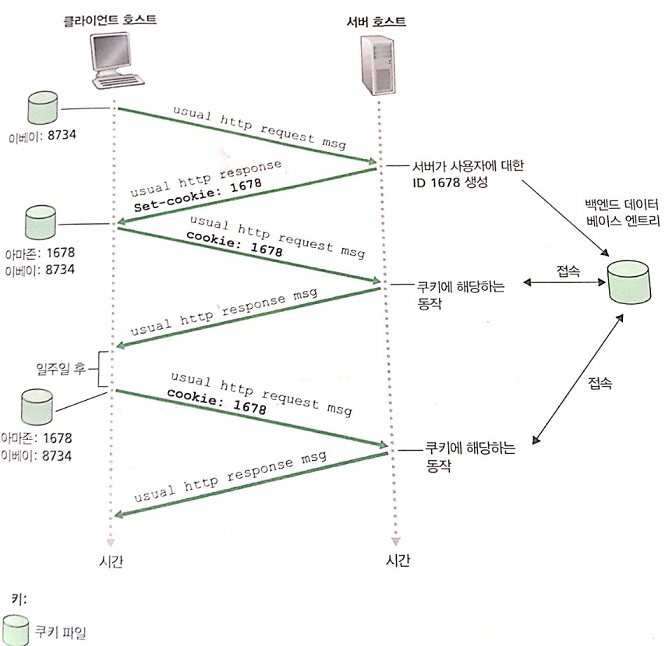 클라이언트 호스트
서버 호스트
이베이: 8734
usual http request msg
서버가 사용자에 대한
ID 1678 생성
usual http response
Set-cookie: 1678
백엔드 데이터
베이스 엔트리
아마존: 1678
이베이: 8734
usual http request msg
cookie: 1678
쿠키에 해당하는
동작
접속
usual http response msg
일주일 후
usual http request msg
cookie: 1678
접속
아마존: 1678
이베이: 8734
쿠키에 해당하는
동작
usual http response msg
시간
시간
키:
쿠키 파일